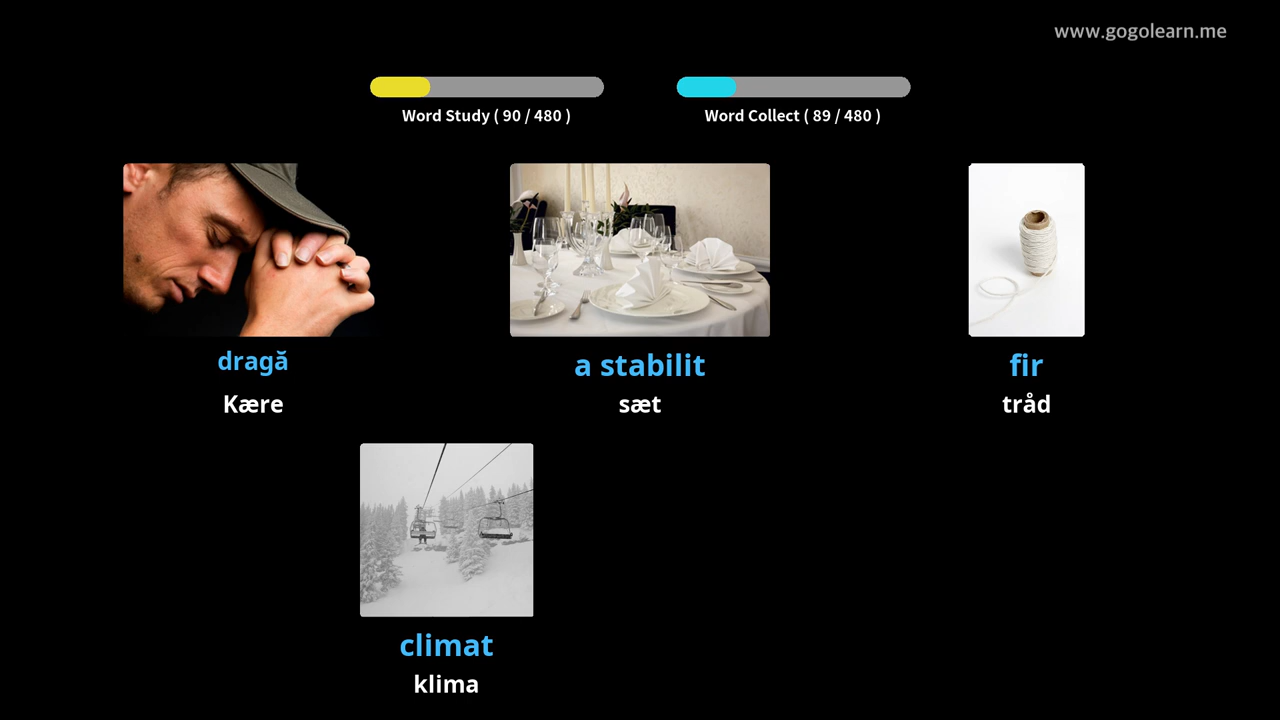 www.gogolearn.me
Word Study ( 90 / 480 )
Word Collect ( 89 / 480 )
dragă
Kære
a stabilit
sæt
fir
tråd
climat
klima